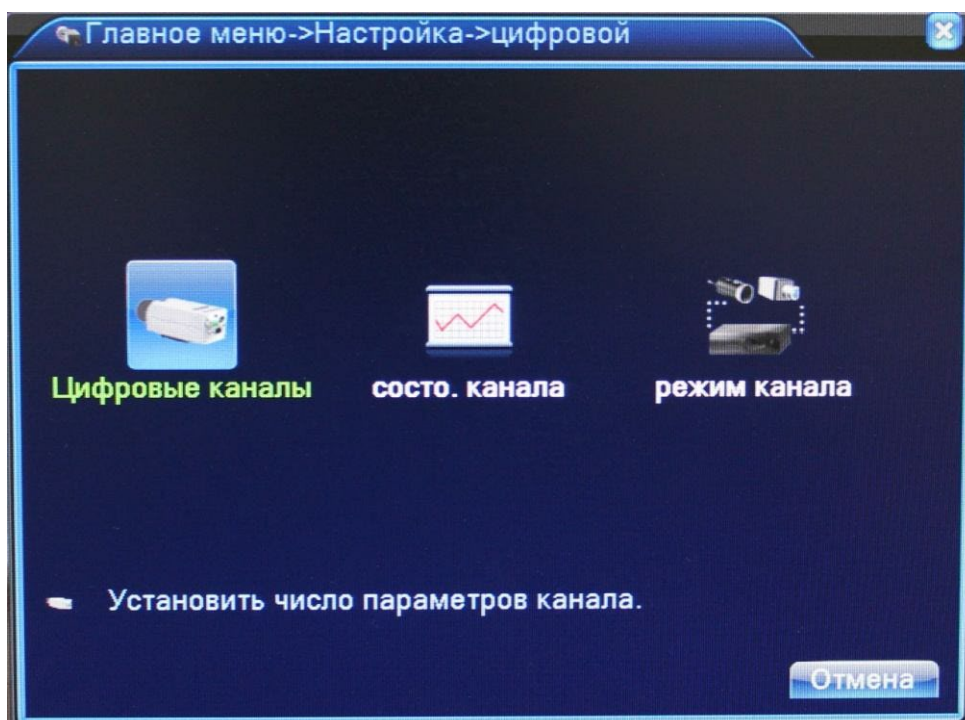 Главное меню->Настройка->цифровой
Цифровые каналы
состо. канала
режим канала
Установить число параметров канала.
Отмена